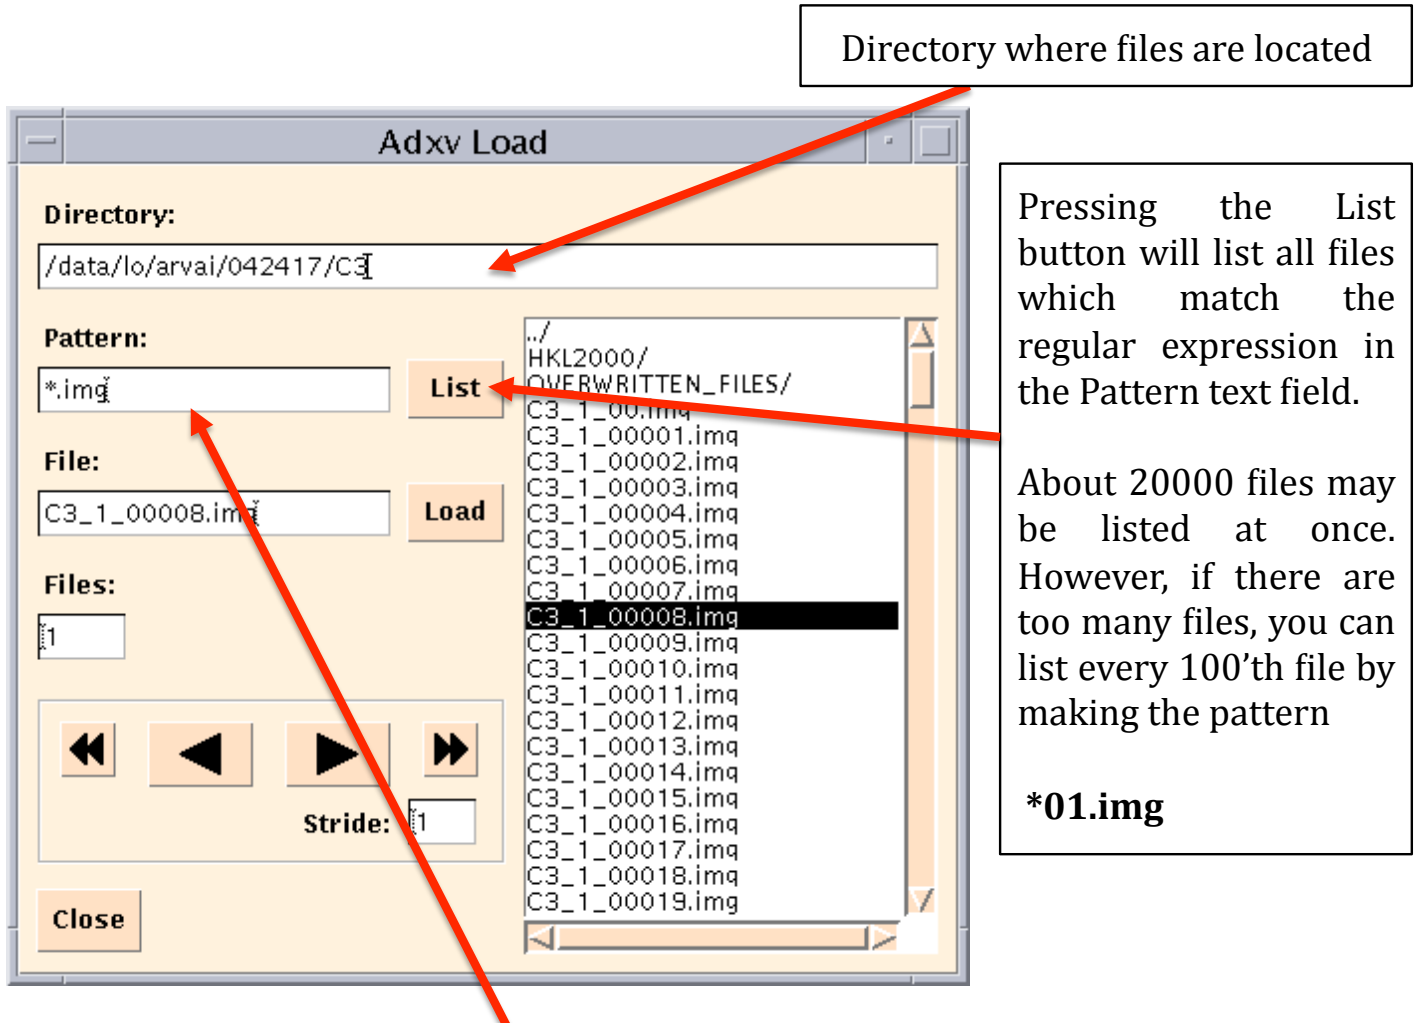 Directory where files are located
Adxv Load
Directory:
/data/lo/arvai/042417/C3
Pattern:
*.img
List
File:
C3_1_00008.img
Load
Files:
1
Stride: 1
Close
../
HKL2000/
OVERWRITTEN_FILES/
C3_1_00.img
C3_1_00001.img
C3_1_00002.img
C3_1_00003.img
C3_1_00004.img
C3_1_00005.img
C3_1_00006.img
C3_1_00007.img
C3_1_00008.img
C3_1_00009.img
C3_1_00010.img
C3_1_00011.img
C3_1_00012.img
C3_1_00013.img
C3_1_00014.img
C3_1_00015.img
C3_1_00016.img
C3_1_00017.img
C3_1_00018.img
C3_1_00019.img
Pressing the List
button will list all files
which match the
regular expression in
the Pattern text field.
About 20000 files may
be listed at once.
However, if there are
too many files, you can
list every 100’th file by
making the pattern
*01.img